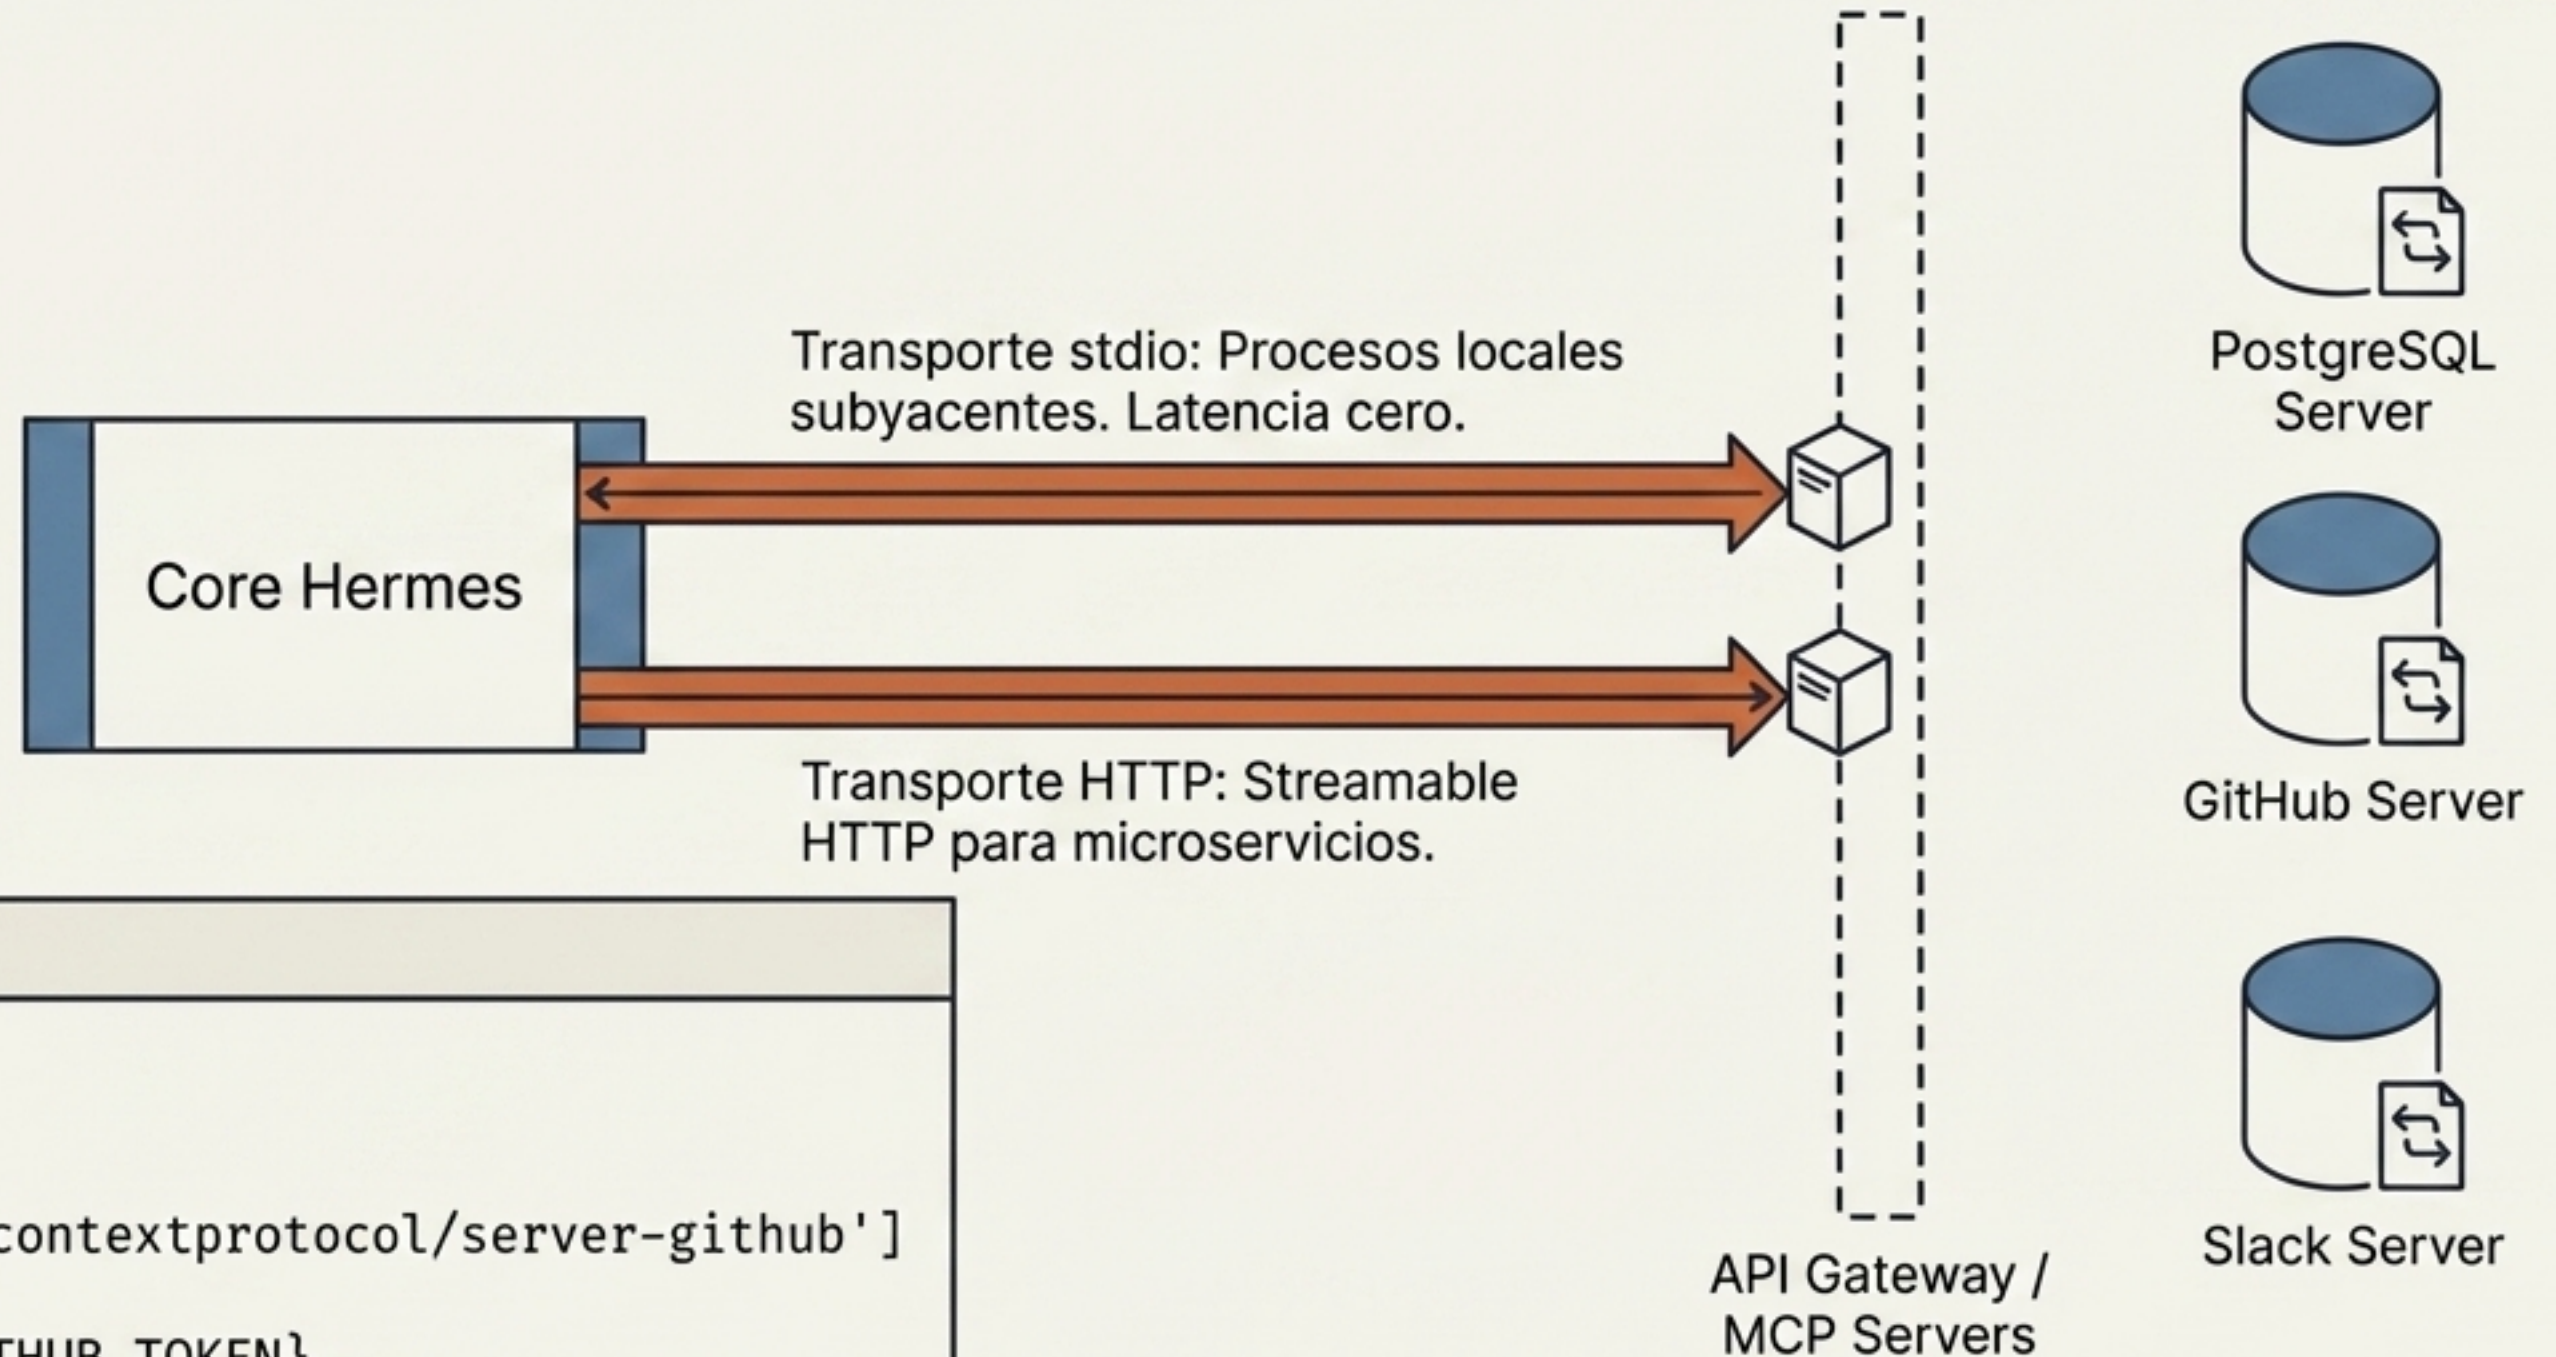 Transporte stdio: Procesos locales
subyacentes. Latencia cero.
Core Hermes
Transporte HTTP: Streamable
HTTP para microservicios.
PostgreSQL
Server
GitHub Server
Slack Server
API Gateway /
MCP Servers
contextprotocol/server-github']
THUB_TOKEN}